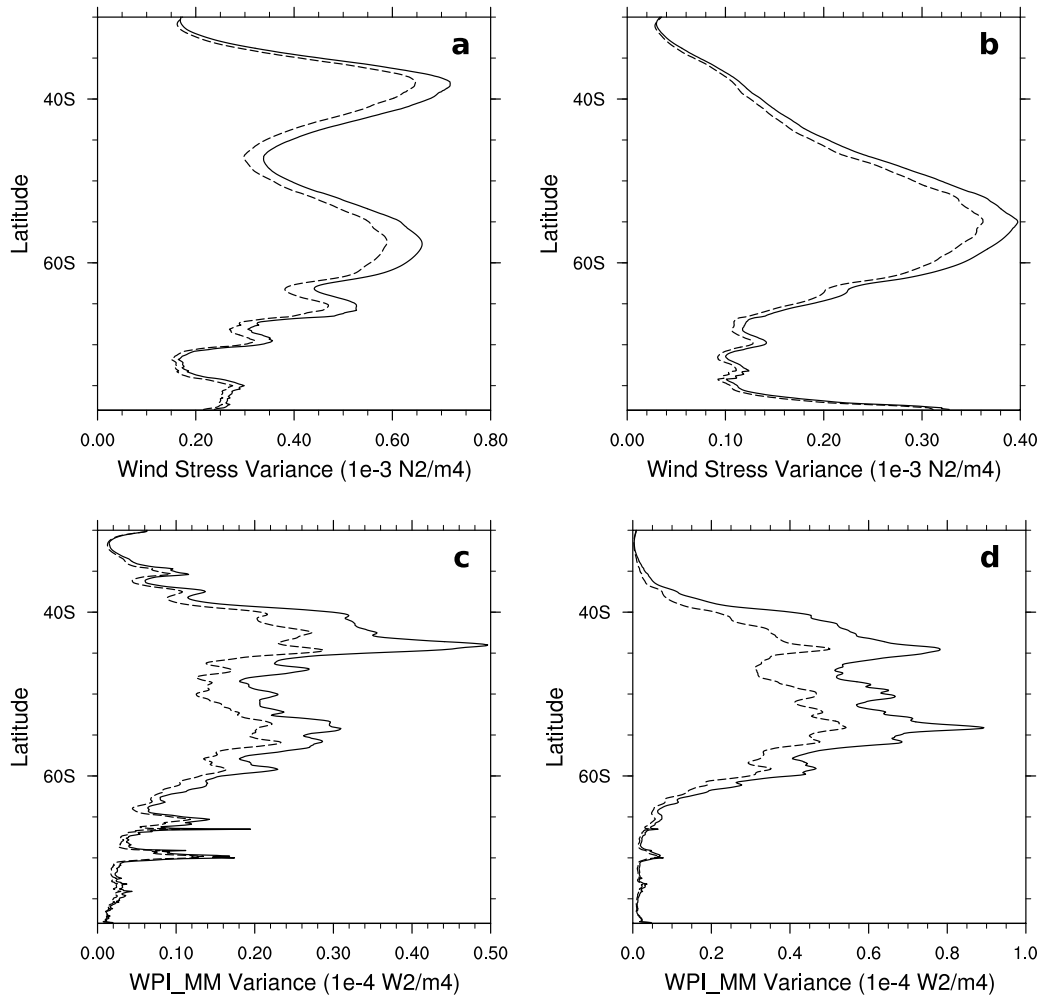 a
b
40S
60S
Latitude
0.00 0.20 0.40 0.60 0.80
Wind Stress Variance (1e-3 N2/m4)
40S
60S
Latitude
0.00 0.10 0.20 0.30 0.40
Wind Stress Variance (1e-3 N2/m4)
c
d
40S
60S
Latitude
0.00 0.10 0.20 0.30 0.40 0.50
WPI_MM Variance (1e-4 W2/m4)
40S
60S
Latitude
0.0 0.2 0.4 0.6 0.8 1.0
WPI_MM Variance (1e-4 W2/m4)